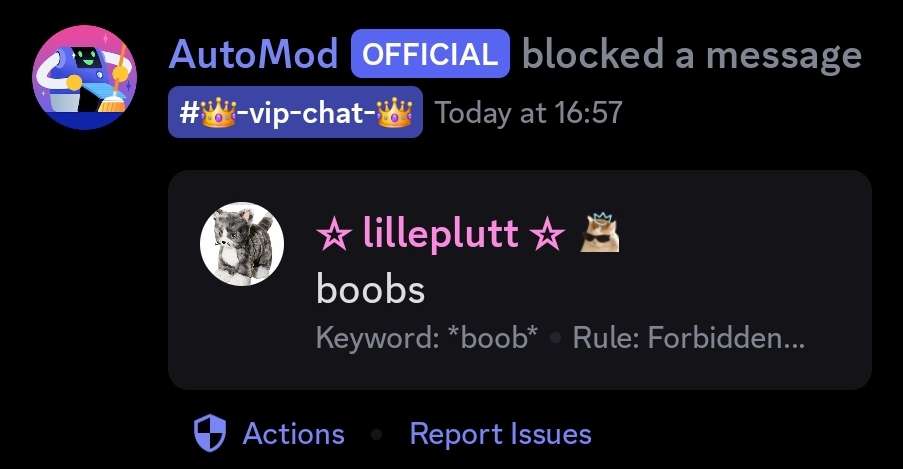 AutoMod OFFICIAL blocked a message
#👑-vip-chat-👑 Today at 16:57
☆ lilleplutt ☆
boobs
Keyword: *boob* • Rule: Forbidden...
Actions • Report Issues